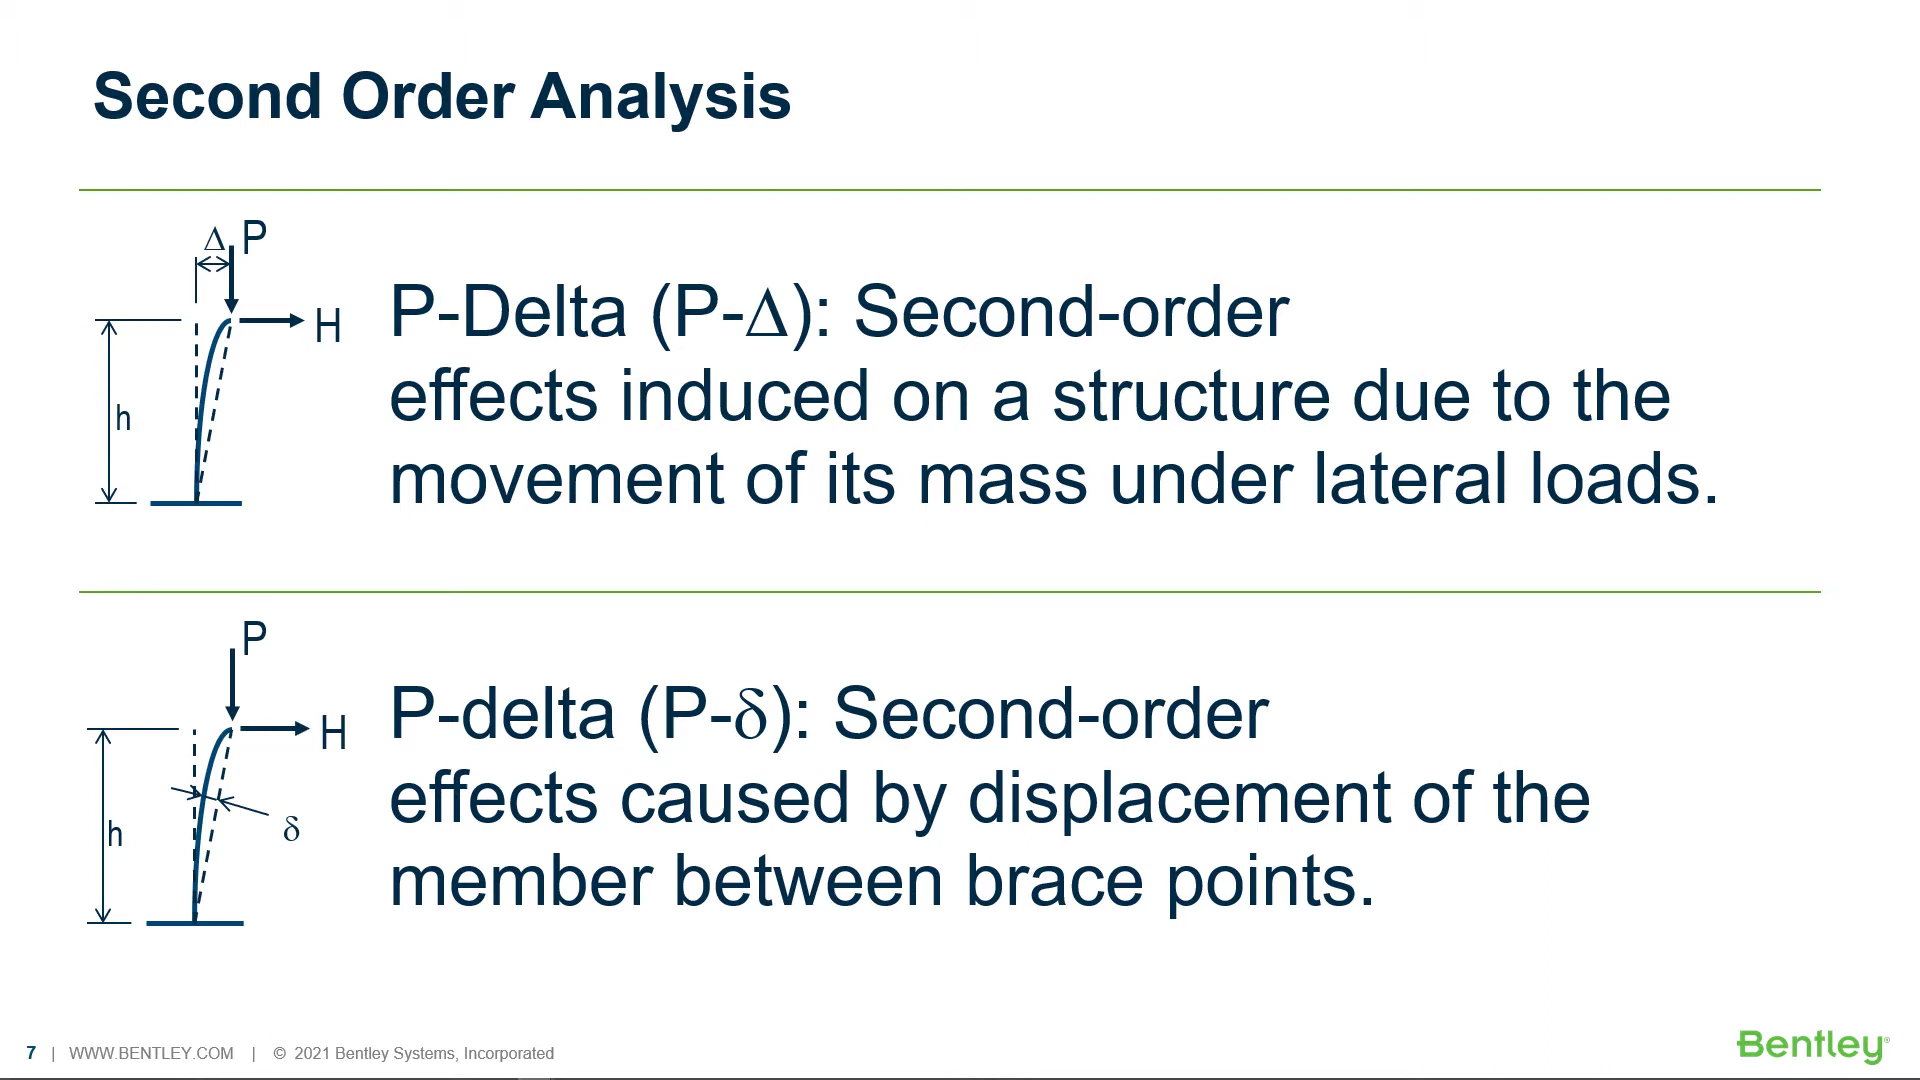 Second Order Analysis
Δ P
H
h
P-Delta (P-Δ): Second-order
effects induced on a structure due to the
movement of its mass under lateral loads.
P
H
h
δ
P-delta (P-δ): Second-order
effects caused by displacement of the
member between brace points.
7 | WWW.BENTLEY.COM | © 2021 Bentley Systems, Incorporated
Bentley®